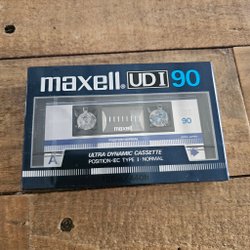 maxell® UD I 90
maxell
90
A
ULTRA DYNAMIC CASSETTE
POSITION·IEC TYPE I·NORMAL